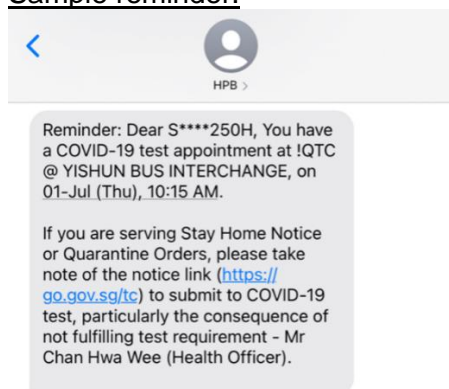 Sample reminder:
HPB >
Reminder: Dear S****250H, You have
a COVID-19 test appointment at !QTC
@ YISHUN BUS INTERCHANGE, on
01-Jul (Thu), 10:15 AM.
If you are serving Stay Home Notice
or Quarantine Orders, please take
note of the notice link (https://
go.gov.sg/tc) to submit to COVID-19
test, particularly the consequence of
not fulfilling test requirement - Mr
Chan Hwa Wee (Health Officer).